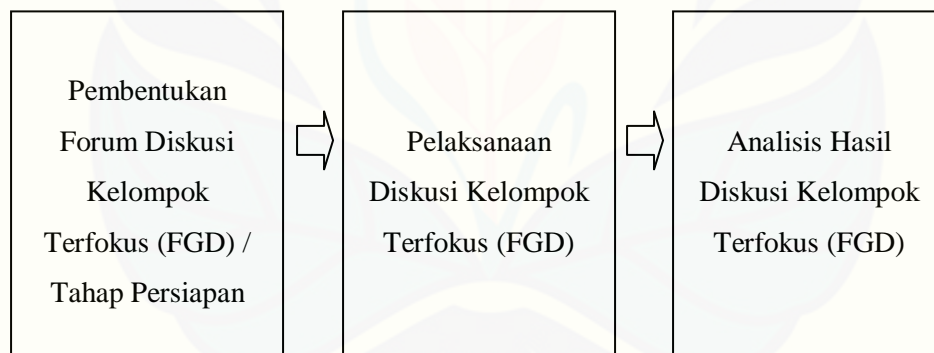 Pembentukan
Forum Diskusi
Kelompok
Terfokus (FGD) /
Tahap Persiapan
Pelaksanaan
Diskusi Kelompok
Terfokus (FGD)
Analisis Hasil
Diskusi Kelompok
Terfokus (FGD)